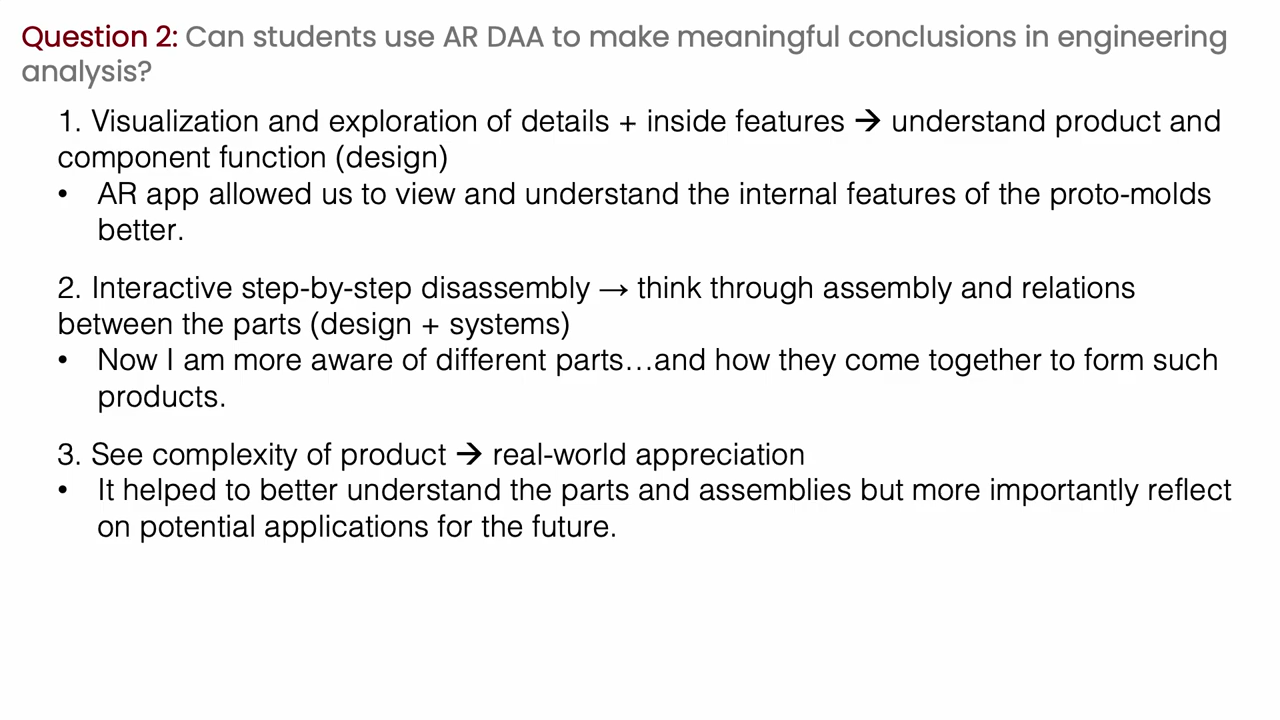 Question 2: Can students use AR DAA to make meaningful conclusions in engineering
analysis?
1. Visualization and exploration of details + inside features → understand product and
component function (design)
• AR app allowed us to view and understand the internal features of the proto-molds
better.
2. Interactive step-by-step disassembly → think through assembly and relations
between the parts (design + systems)
• Now I am more aware of different parts…and how they come together to form such
products.
3. See complexity of product → real-world appreciation
• It helped to better understand the parts and assemblies but more importantly reflect
on potential applications for the future.